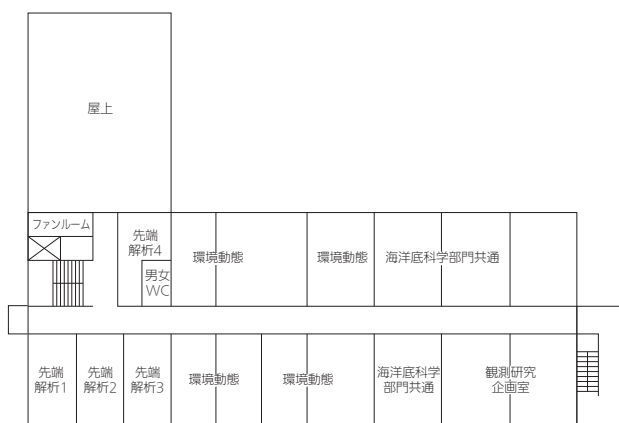 屋上
ファンルーム
先端
解析4
男女
WC
環境動態
環境動態
海洋底科学部門共通
先端
解析1
先端
解析2
先端
解析3
環境動態
環境動態
海洋底科学
部門共通
観測研究
企画室